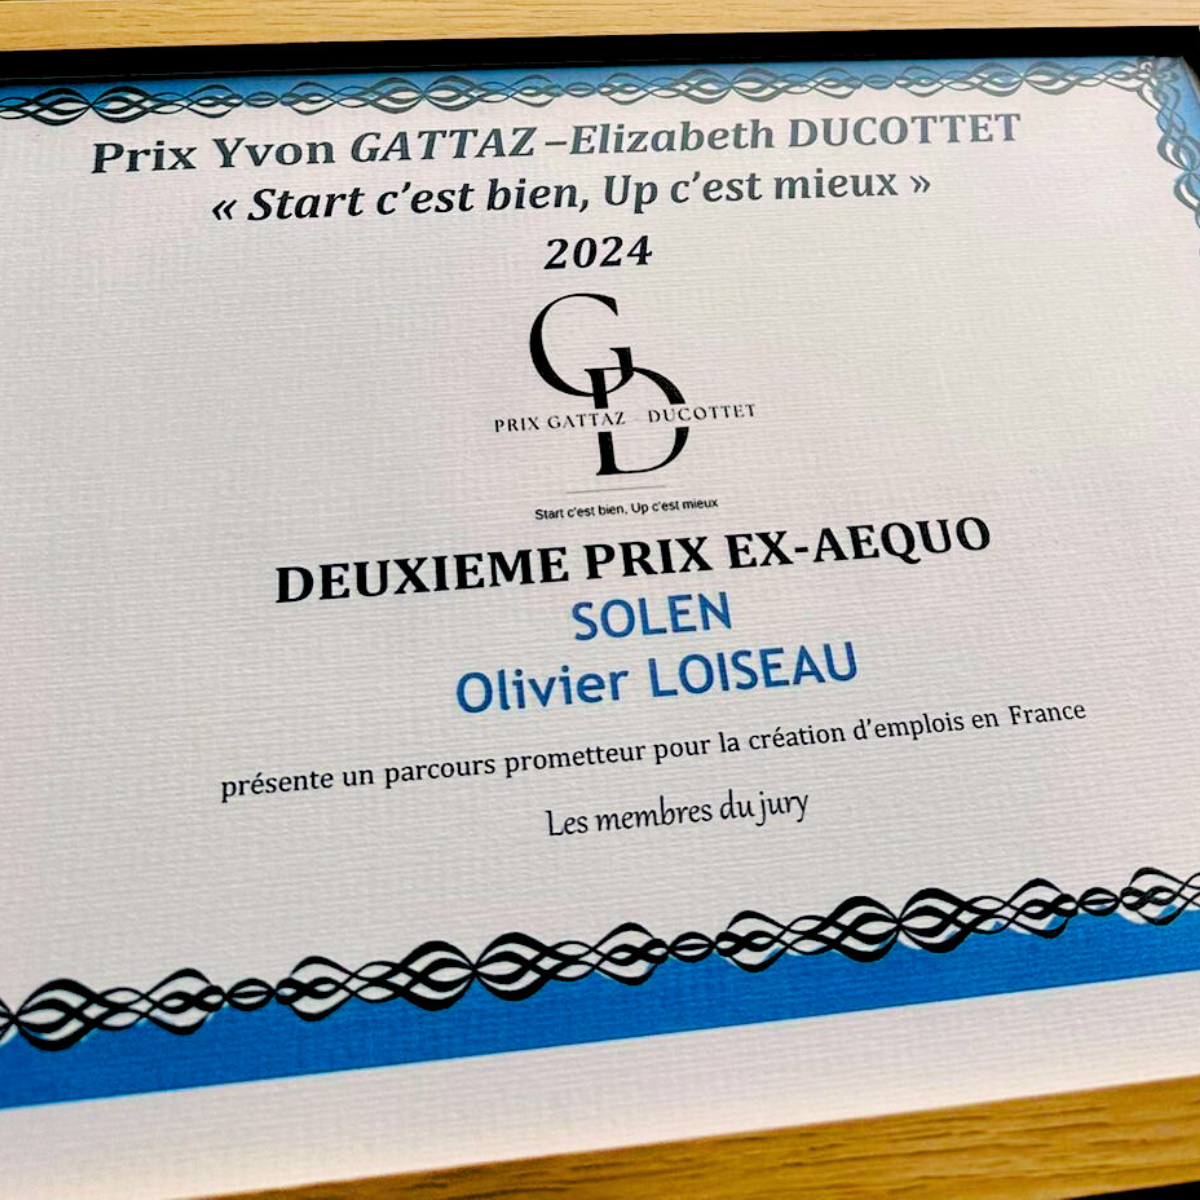 Prix Yvon GATTAZ –Elizabeth DUCOTTET
« Start c’est bien, Up c’est mieux »
2024
GD
PRIX GATTAZ - DUCOTTET
Start c'est bien, Up c'est mieux
DEUXIEME PRIX EX-AEQUO
SOLEN
Olivier LOISEAU
présente un parcours prometteur pour la création d’emplois en France
Les membres du jury